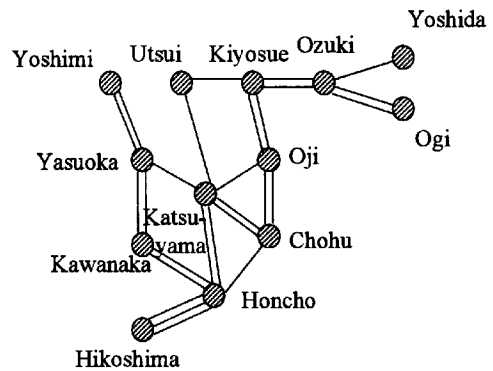 Yoshida
Yoshimi Utsui Kiyosue Ozuki
Ogi
Yasuoka Oji
Katsu-
yama
Chohu
Kawanaka
Honcho
Hikoshima